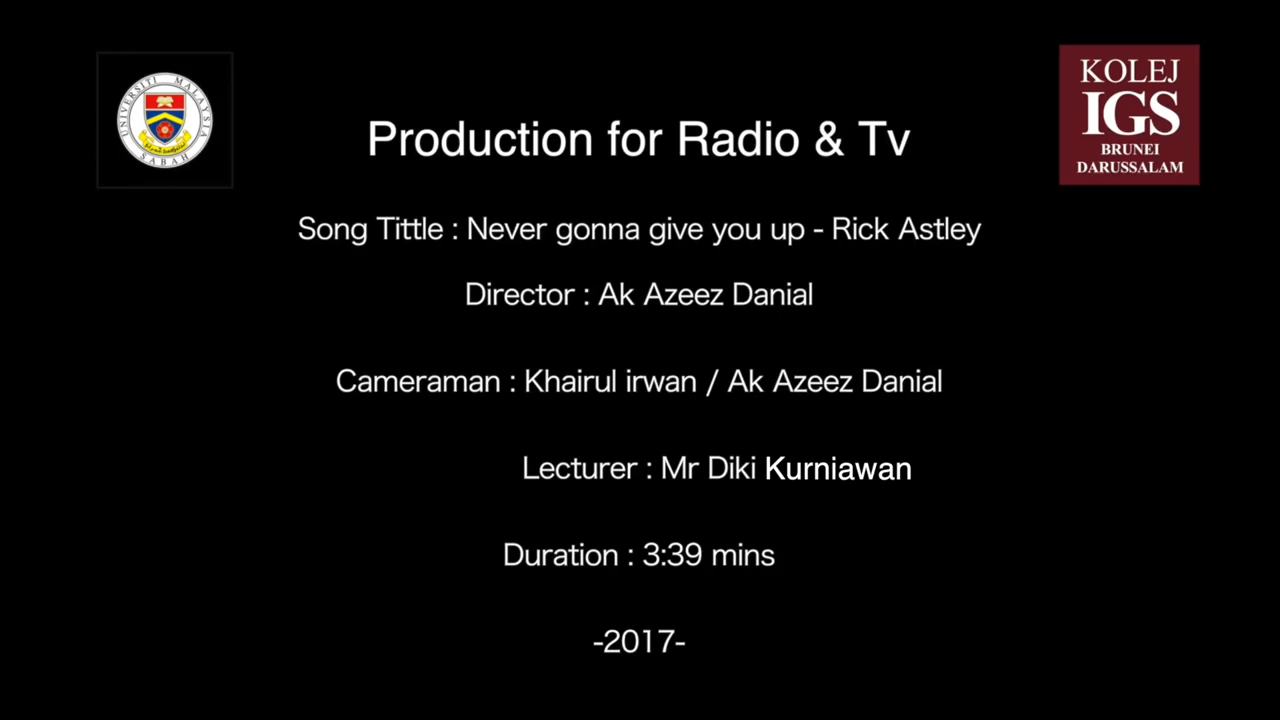 UNIVERSITI MALAYSIA
SABAH
KOLEJ
IGS
BRUNEI
DARUSSALAM
Production for Radio & Tv
Song Tittle : Never gonna give you up - Rick Astley
Director : Ak Azeez Danial
Cameraman : Khairul irwan / Ak Azeez Danial
Lecturer : Mr Diki Kurniawan
Duration : 3:39 mins
-2017-